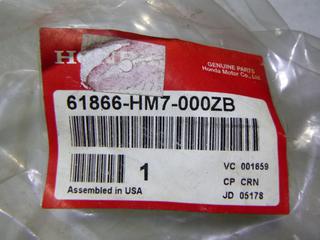 GENUINE PARTS
Honda Motor Co., Ltd.
61866-HM7-000ZB
1
VC 001659
CP CRN
Assembled in USA
JD 05178